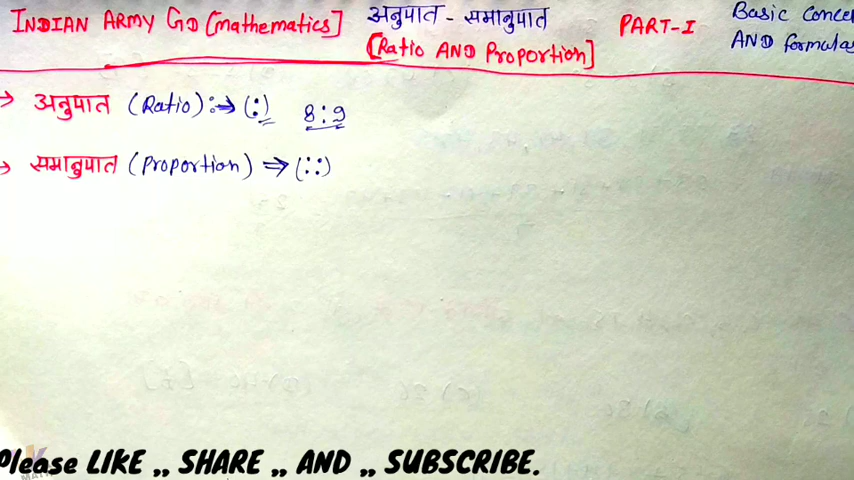 INDIAN ARMY GD [Mathematics]
अनुपात - समानुपात
[Ratio AND Proportion]
PART-I
Basic
AND formulas
→ अनुपात (Ratio):→ (:) 8:9
→ समानुपात (Proportion) ⇒ (::)
Please LIKE ,, SHARE ,, AND ,, SUBSCRIBE.